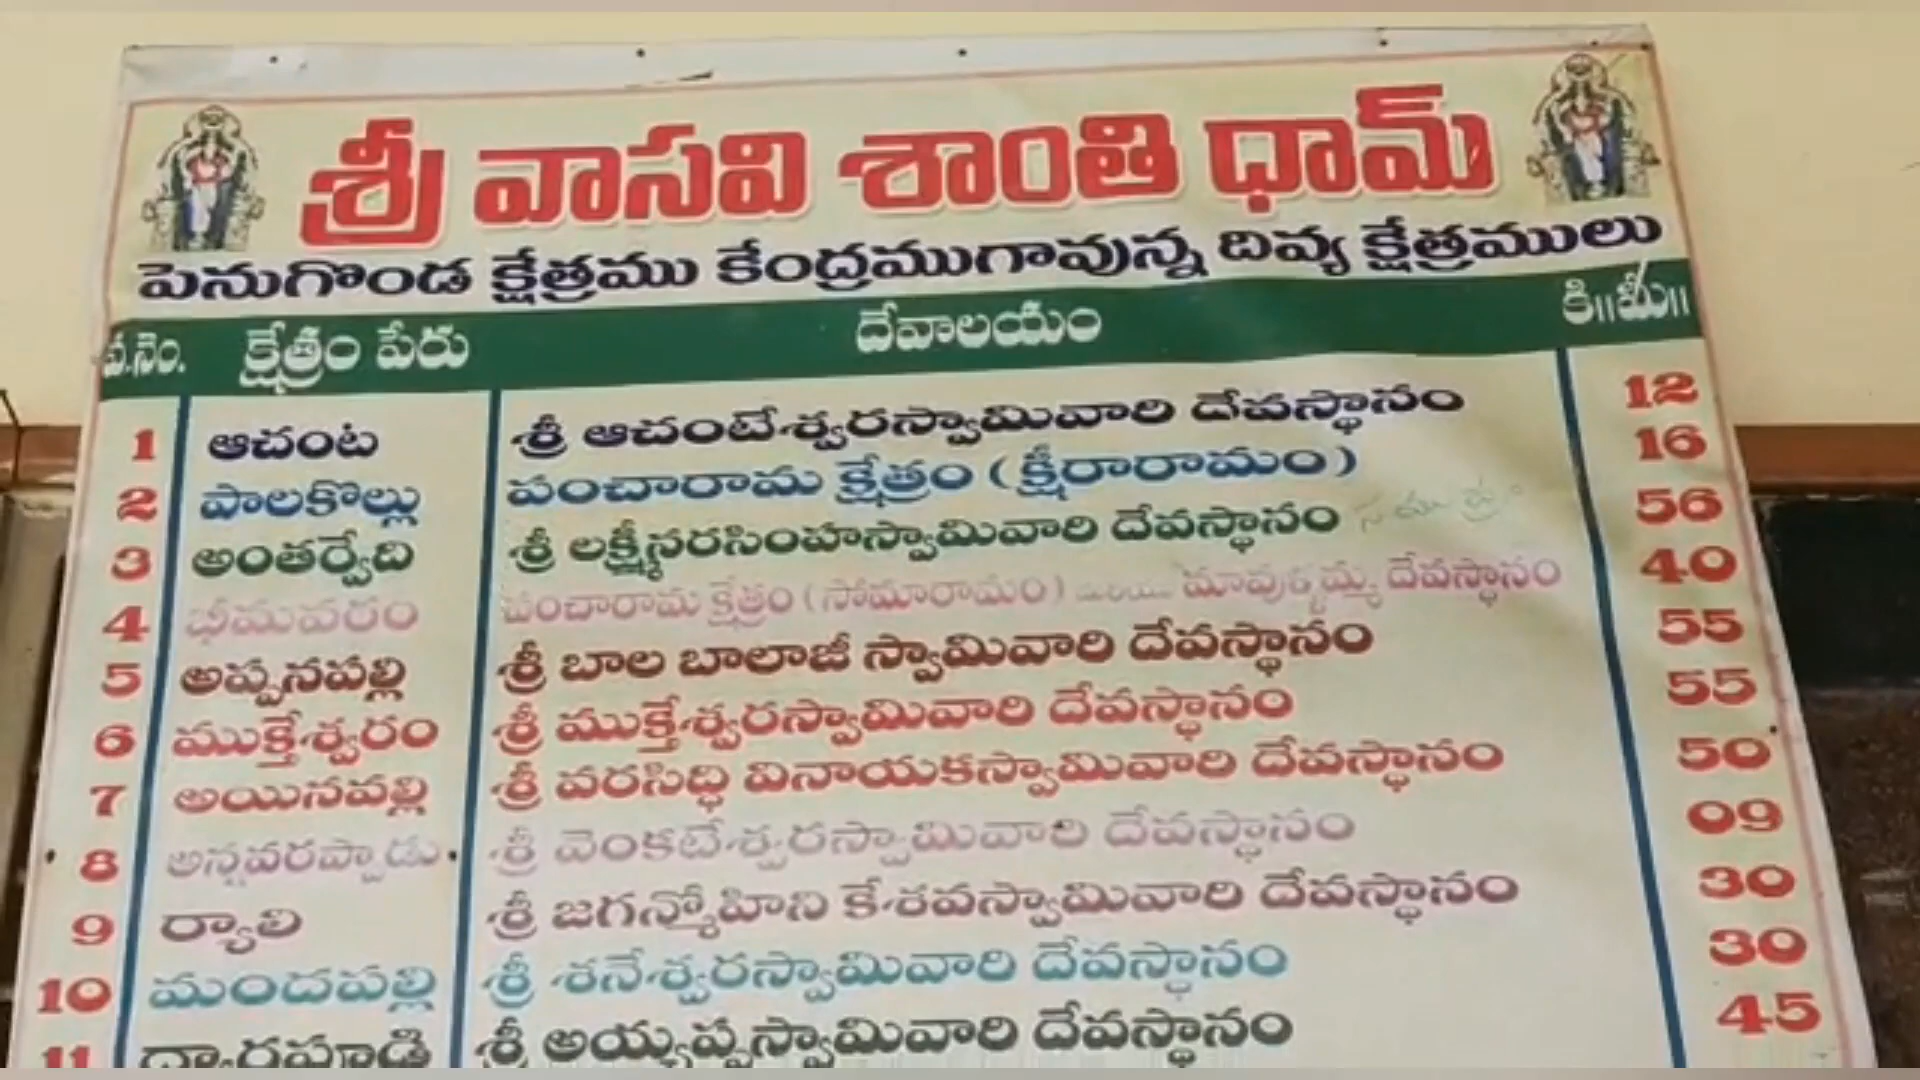 శ్రీ వాసవి శాంతి ధామ్
పెనుగొండ క్షేత్రము కేంద్రముగావున్న దివ్య క్షేత్రములు
వ.నెం. క్షేత్రం పేరు దేవాలయం కి॥మీ॥
1 ఆచంట శ్రీ ఆచంటేశ్వరస్వామివారి దేవస్థానం 12
2 పాలకొల్లు పంచారామ క్షేత్రం (క్షీరారామం) 16
3 అంతర్వేది శ్రీ లక్ష్మీనరసింహస్వామివారి దేవస్థానం 56
4 భీమవరం పంచారామ క్షేత్రం (సోమారామం) మరియు మావుళ్ళమ్మ దేవస్థానం 40
5 అప్పనపల్లి శ్రీ బాల బాలాజీ స్వామివారి దేవస్థానం 55
6 ముక్తేశ్వరం శ్రీ ముక్తేశ్వరస్వామివారి దేవస్థానం 55
7 అయినవల్లి శ్రీ వరసిద్ధి వినాయకస్వామివారి దేవస్థానం 50
8 అన్నవరప్పాడు శ్రీ వెంకటేశ్వరస్వామివారి దేవస్థానం 09
9 ర్యాలి శ్రీ జగన్మోహిని కేశవస్వామివారి దేవస్థానం 30
10 మందపల్లి శ్రీ శనేశ్వరస్వామివారి దేవస్థానం 30
11 ద్వారపూడి శ్రీ అయ్యప్పస్వామివారి దేవస్థానం 45